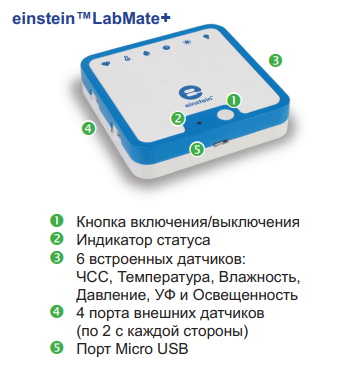 einstein™LabMate+
einstein™
1
2
3
4
5
1 Кнопка включения/выключения
2 Индикатор статуса
3 6 встроенных датчиков:
ЧСС, Температура, Влажность,
Давление, УФ и Освещенность
4 4 порта внешних датчиков
(по 2 с каждой стороны)
5 Порт Micro USB